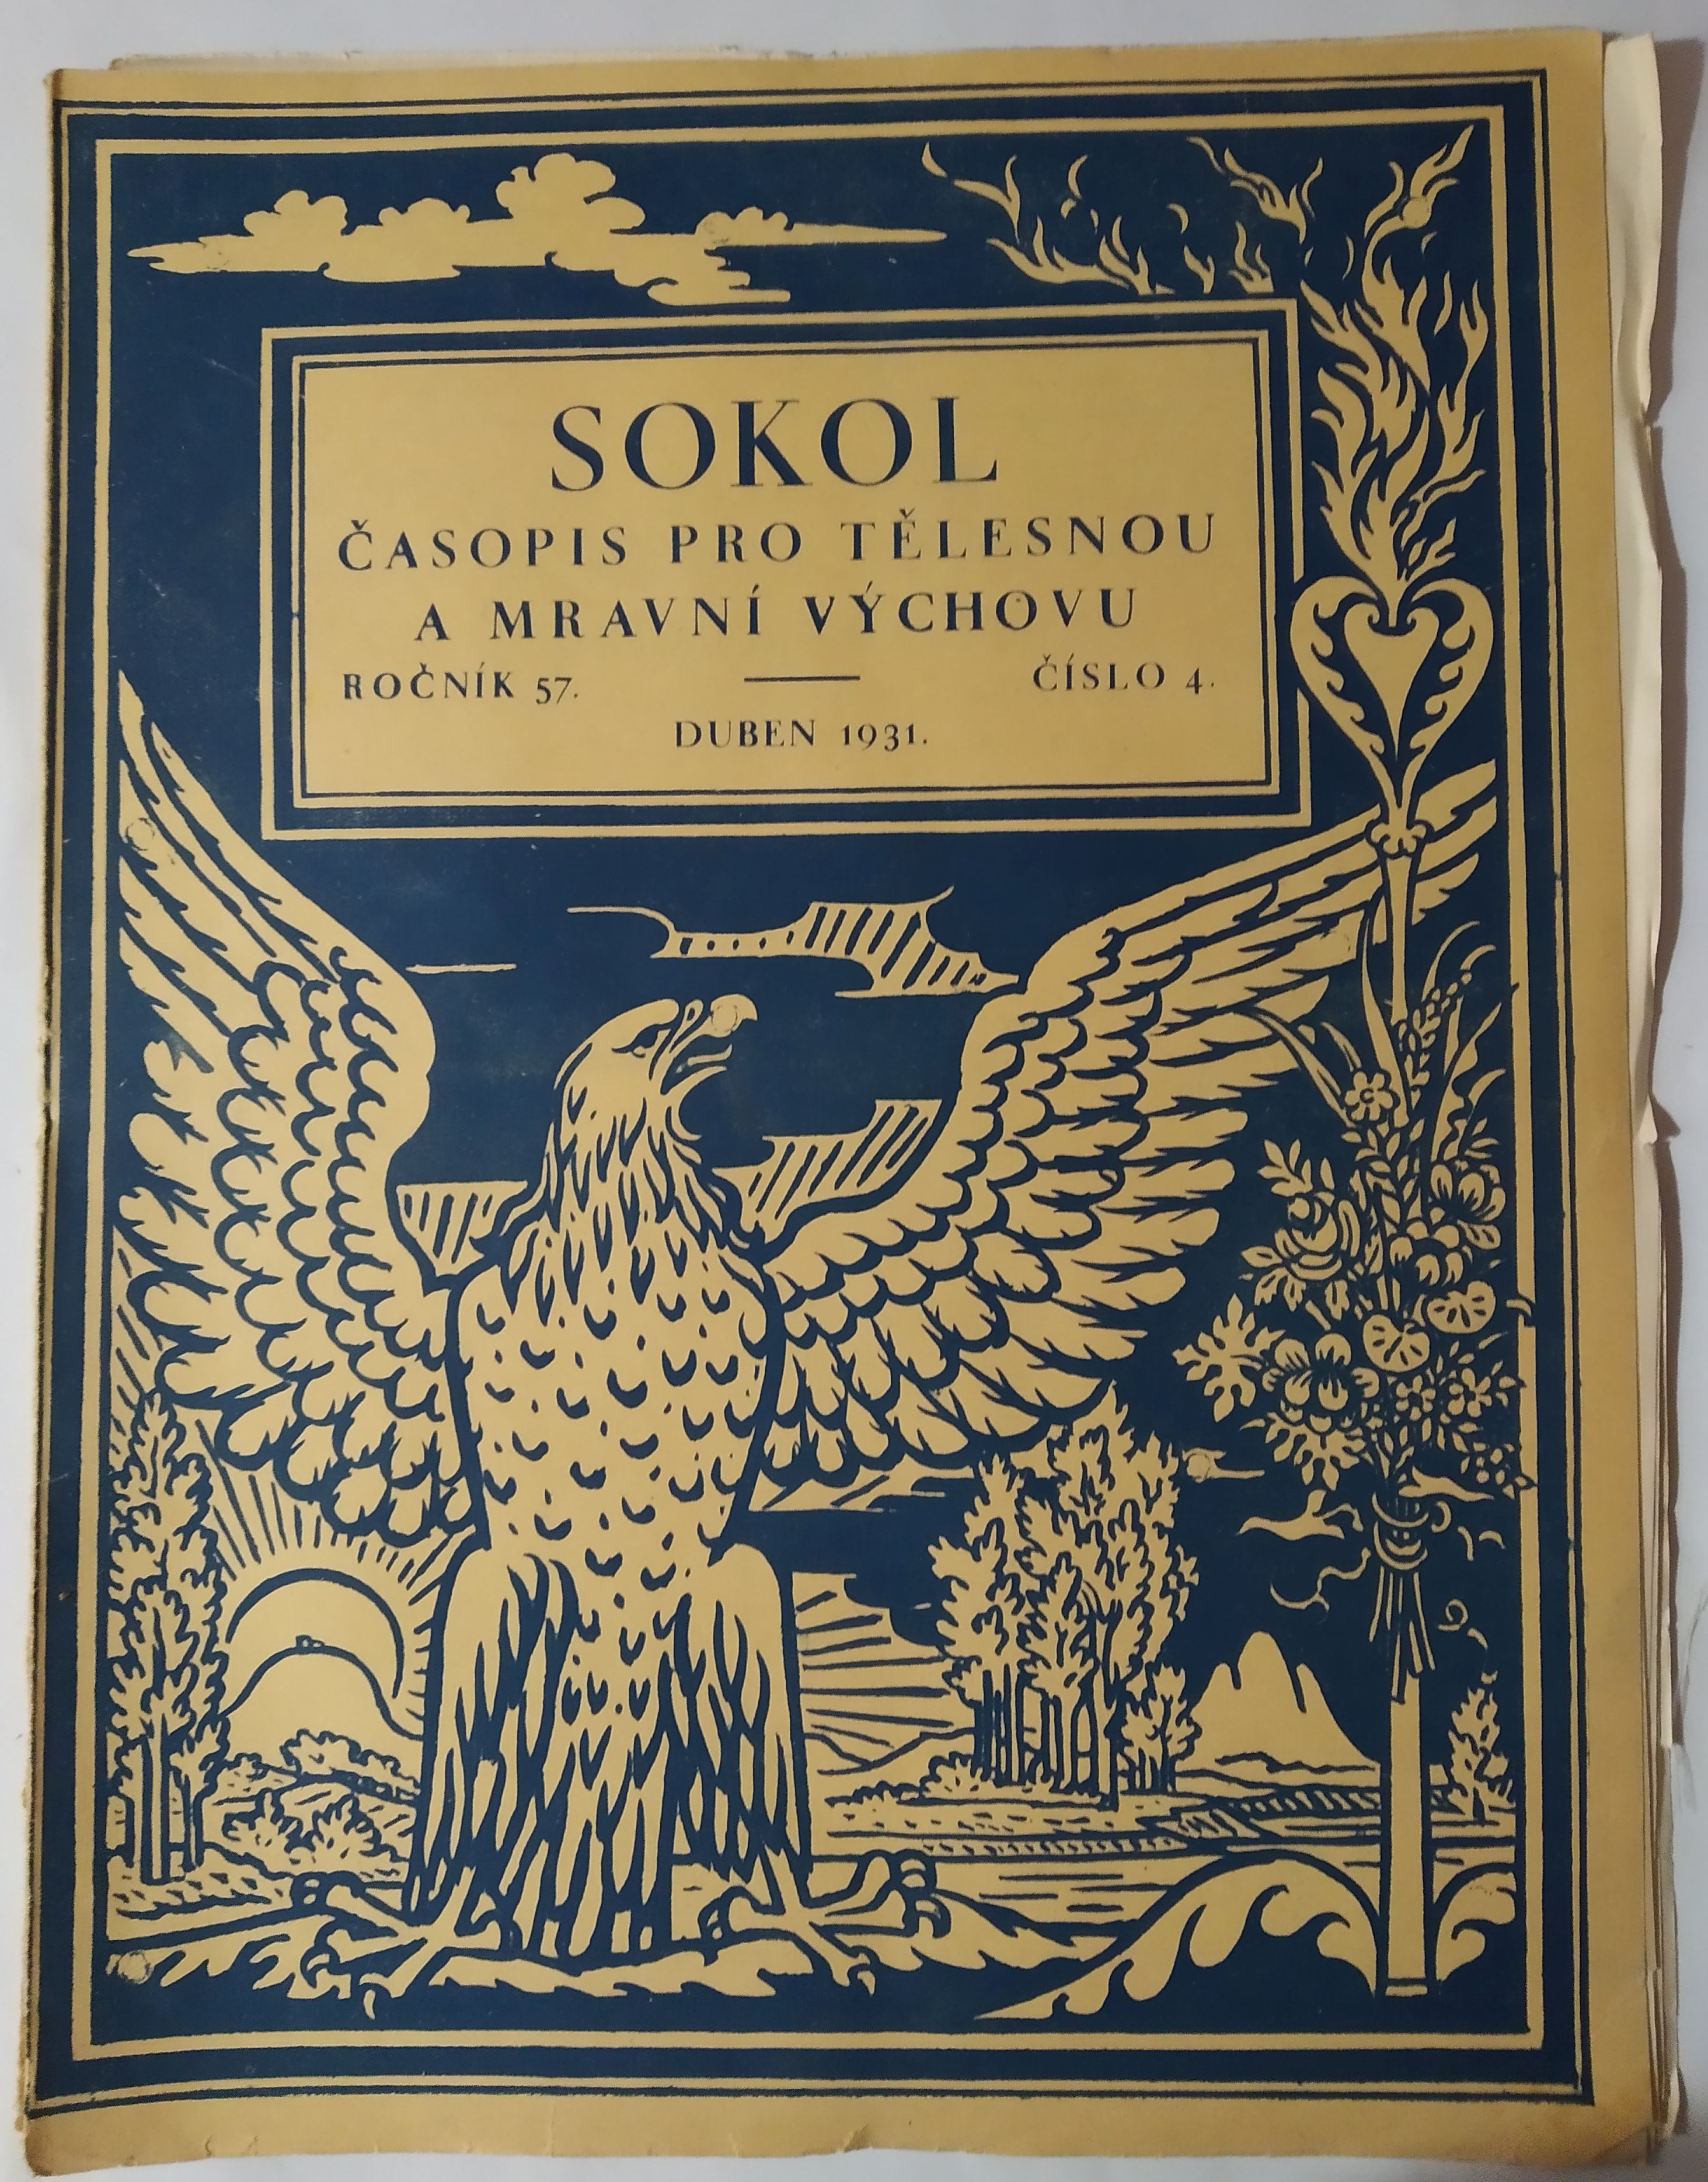 SOKOL
ČASOPIS PRO TĚLESNOU
A MRAVNÍ VÝCHOVU
ROČNÍK 57. ČÍSLO 4.
DUBEN 1931.